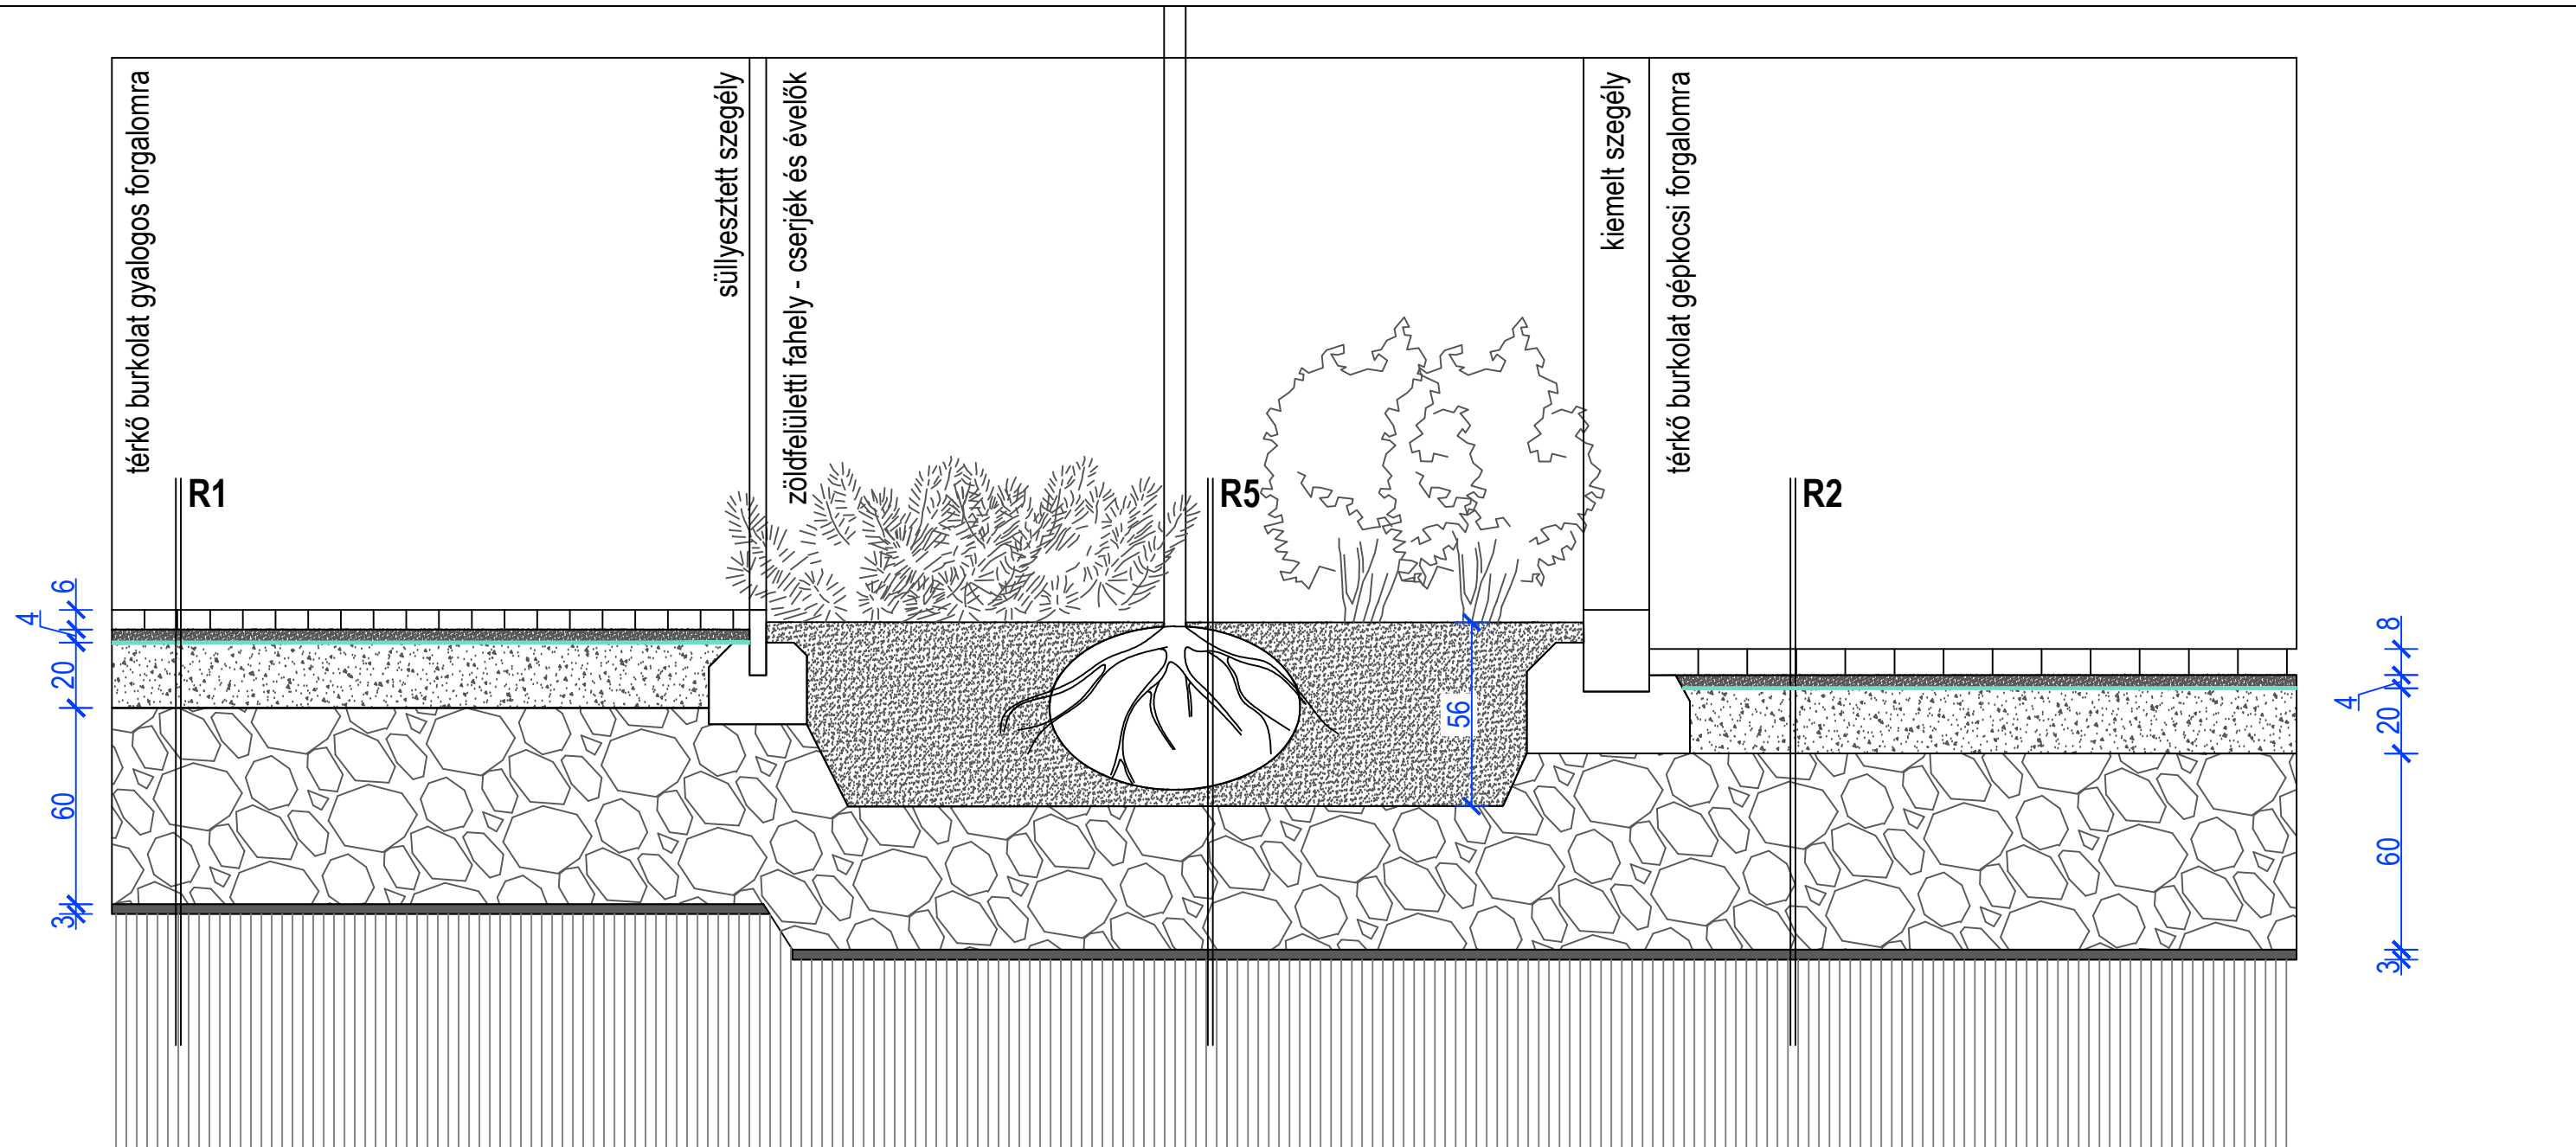 térkő burkolat gyalogos forgalomra
süllyesztett szegély
zöldfelületti fahely - cserjék és évelők
kiemelt szegély
térkő burkolat gépkocsi forgalomra
R1
R5
R2
6
4
20
60
3
56
8
4
20
60
3